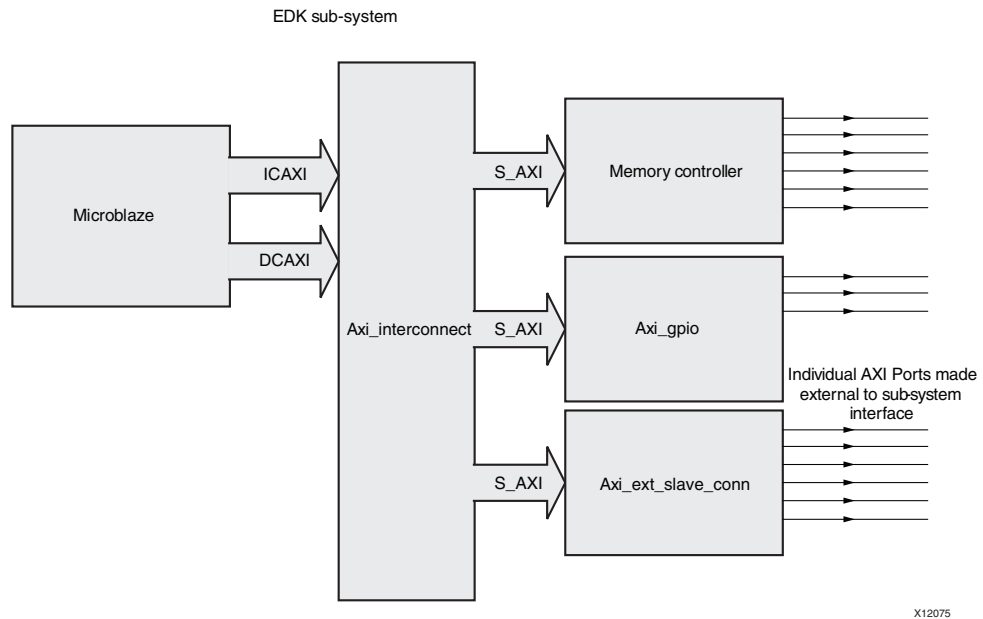 EDK sub-system
Microblaze
ICAXI
DCAXI
Axi_interconnect
S_AXI
Memory controller
S_AXI
Axi_gpio
Individual AXI Ports made
external to sub-system
interface
S_AXI
Axi_ext_slave_conn
X12075